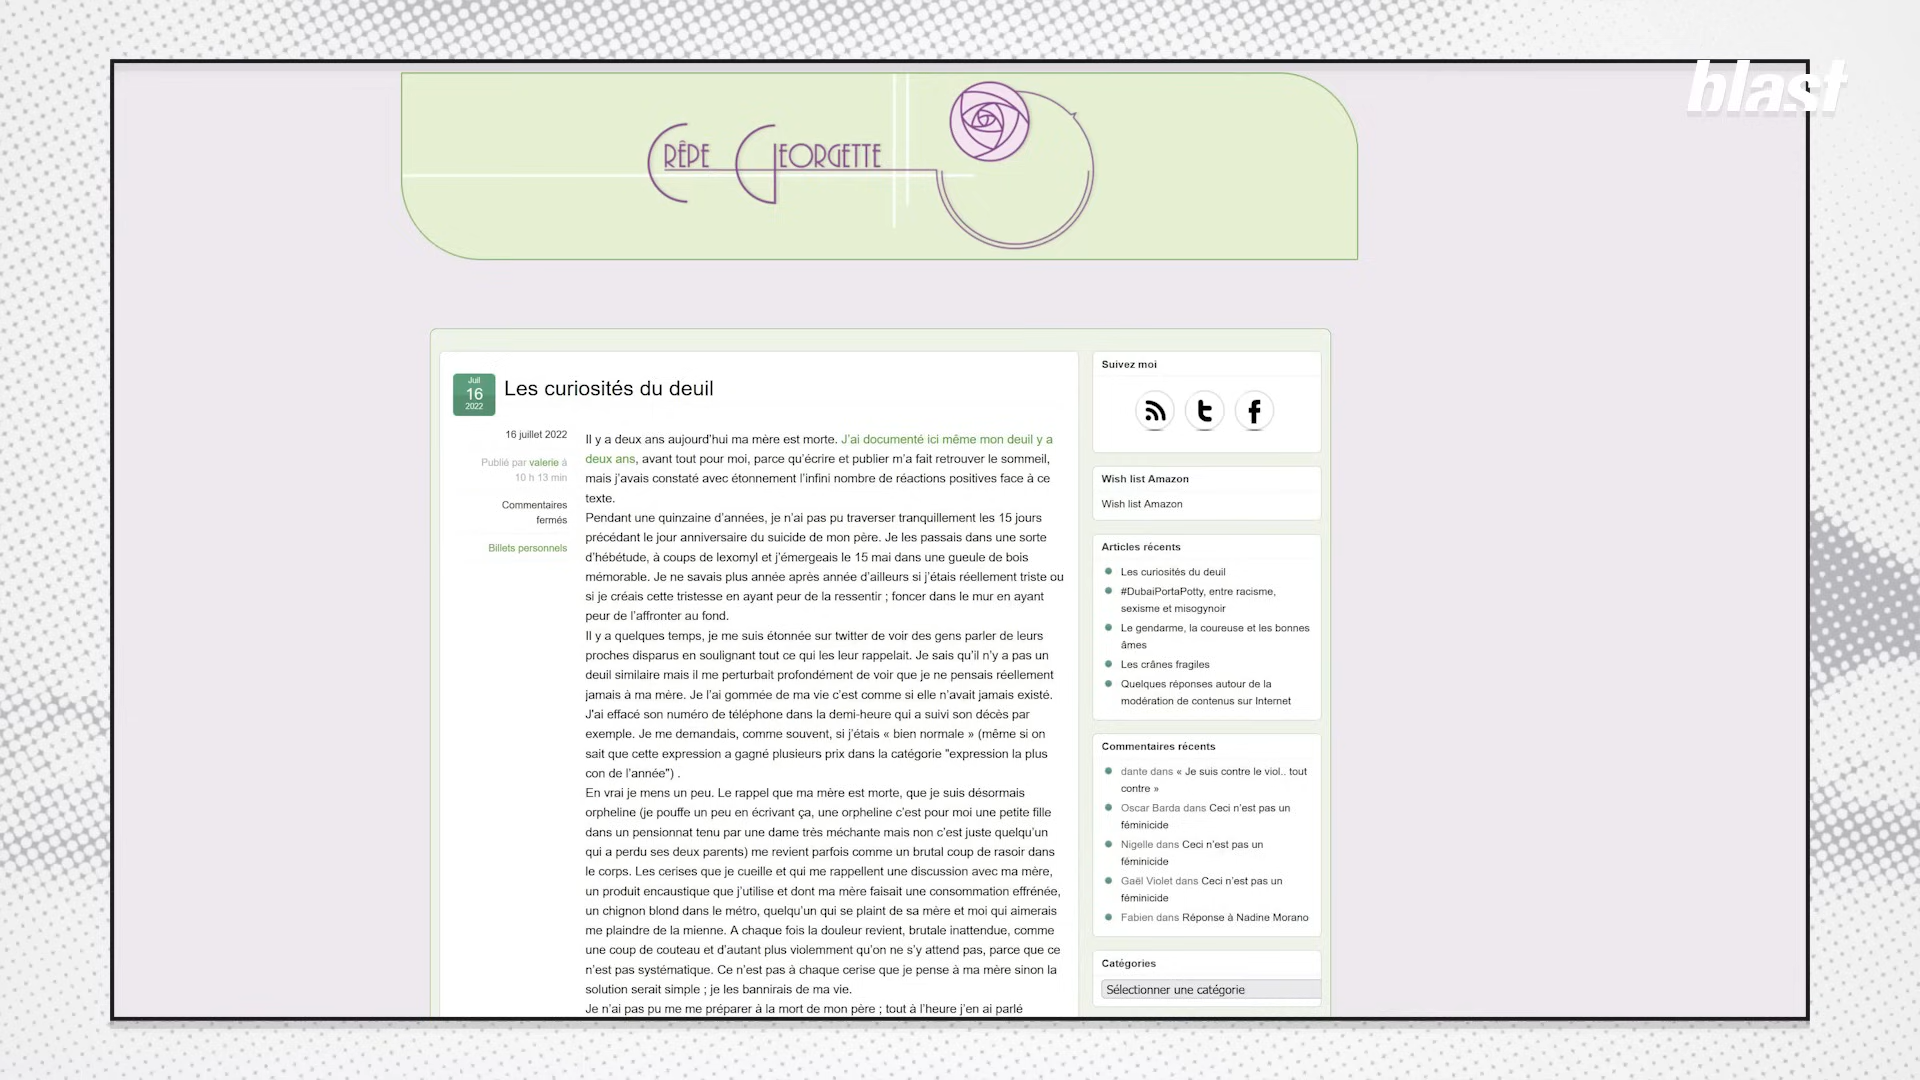 blast
CRÊPE GEORGETTE
Juil
16
2022
Les curiosités du deuil
16 juillet 2022
Publié par valerie à
10 h 13 min
Commentaires
fermés
Billets personnels
Il y a deux ans aujourd'hui ma mère est morte. J'ai documenté ici même mon deuil y a
deux ans, avant tout pour moi, parce qu'écrire et publier m'a fait retrouver le sommeil,
mais j'avais constaté avec étonnement l'infini nombre de réactions positives face à ce
texte.
Pendant une quinzaine d'années, je n'ai pas pu traverser tranquillement les 15 jours
précédant le jour anniversaire du suicide de mon père. Je les passais dans une sorte
d'hébétude, à coups de lexomyl et j'émergeais le 15 mai dans une gueule de bois
mémorable. Je ne savais plus année après année d'ailleurs si j'étais réellement triste ou
si je créais cette tristesse en ayant peur de la ressentir ; foncer dans le mur en ayant
peur de l'affronter au fond.
Il y a quelques temps, je me suis étonnée sur twitter de voir des gens parler de leurs
proches disparus en soulignant tout ce qui les leur rappelait. Je sais qu'il n'y a pas un
deuil similaire mais il me perturbait profondément de voir que je ne pensais réellement
jamais à ma mère. Je l'ai gommée de ma vie c'est comme si elle n'avait jamais existé.
J'ai effacé son numéro de téléphone dans la demi-heure qui a suivi son décès par
exemple. Je me demandais, comme souvent, si j'étais « bien normale » (même si on
sait que cette expression a gagné plusieurs prix dans la catégorie "expression la plus
con de l'année") .
En vrai je mens un peu. Le rappel que ma mère est morte, que je suis désormais
orpheline (je pouffe un peu en écrivant ça, une orpheline c'est pour moi une petite fille
dans un pensionnat tenu par une dame très méchante mais non c'est juste quelqu'un
qui a perdu ses deux parents) me revient parfois comme un brutal coup de rasoir dans
le corps. Les cerises que je cueille et qui me rappellent une discussion avec ma mère,
un produit encaustique que j'utilise et dont ma mère faisait une consommation effrénée,
un chignon blond dans le métro, quelqu'un qui se plaint de sa mère et moi qui aimerais
me plaindre de la mienne. A chaque fois la douleur revient, brutale inattendue, comme
une coup de couteau et d'autant plus violemment qu'on ne s'y attend pas, parce que ce
n'est pas systématique. Ce n'est pas à chaque cerise que je pense à ma mère sinon la
solution serait simple ; je les bannirais de ma vie.
Je n'ai pas pu me me préparer à la mort de mon père ; tout à l'heure j'en ai parlé
Suivez moi
Wish list Amazon
Wish list Amazon
Articles récents
Les curiosités du deuil
#DubaiPortaPotty, entre racisme,
sexisme et misogynoir
Le gendarme, la coureuse et les bonnes
âmes
Les crânes fragiles
Quelques réponses autour de la
modération de contenus sur Internet
Commentaires récents
dante dans « Je suis contre le viol.. tout
contre »
Oscar Barda dans Ceci n'est pas un
féminicide
Nigelle dans Ceci n'est pas un
féminicide
Gaël Violet dans Ceci n'est pas un
féminicide
Fabien dans Réponse à Nadine Morano
Catégories
Sélectionner une catégorie